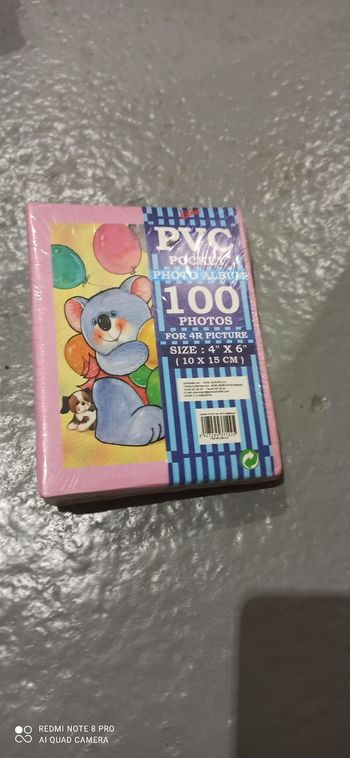 PVC
POCKET
PHOTO ALBUM
100
PHOTOS
FOR 4R PICTURE
SIZE : 4" X 6"
( 10 X 15 CM )
REDMI NOTE 8 PRO
AI QUAD CAMERA